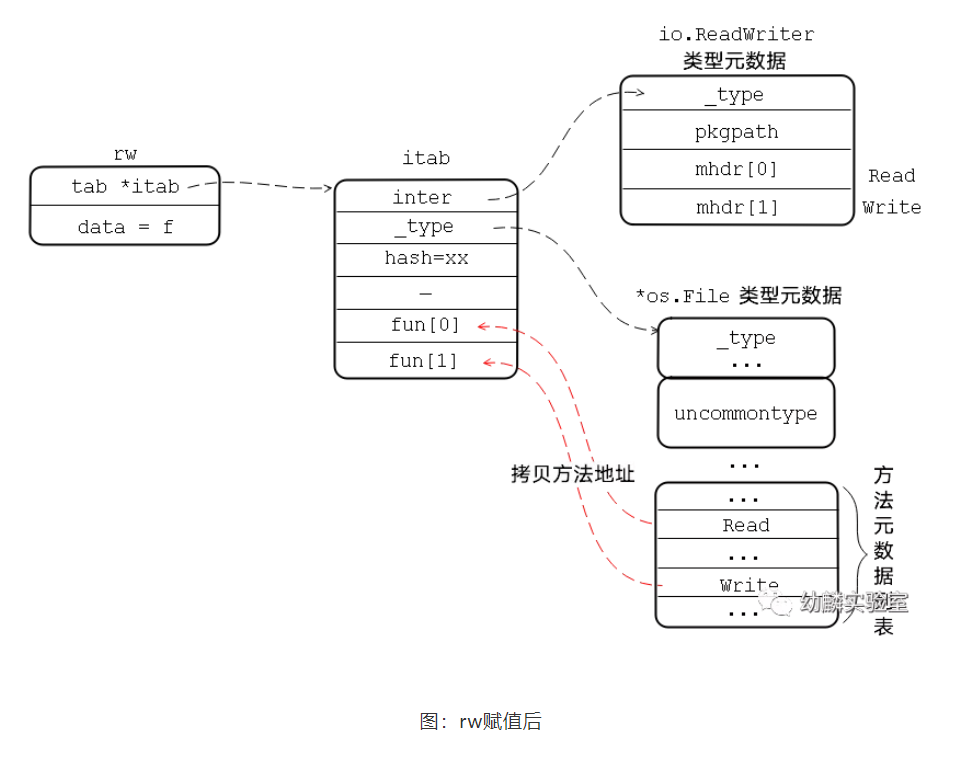 io.ReadWriter
类型元数据
_type
pkgpath
mhdr[0]
mhdr[1]
Read
Write
rw
tab *itab
data = f
itab
inter
_type
hash=xx
—
fun[0]
fun[1]
*os.File 类型元数据
_type
...
uncommontype
...
...
Read
...
Write
...
拷贝方法地址
方法元数据列表
幼麟实验室
图：rw赋值后